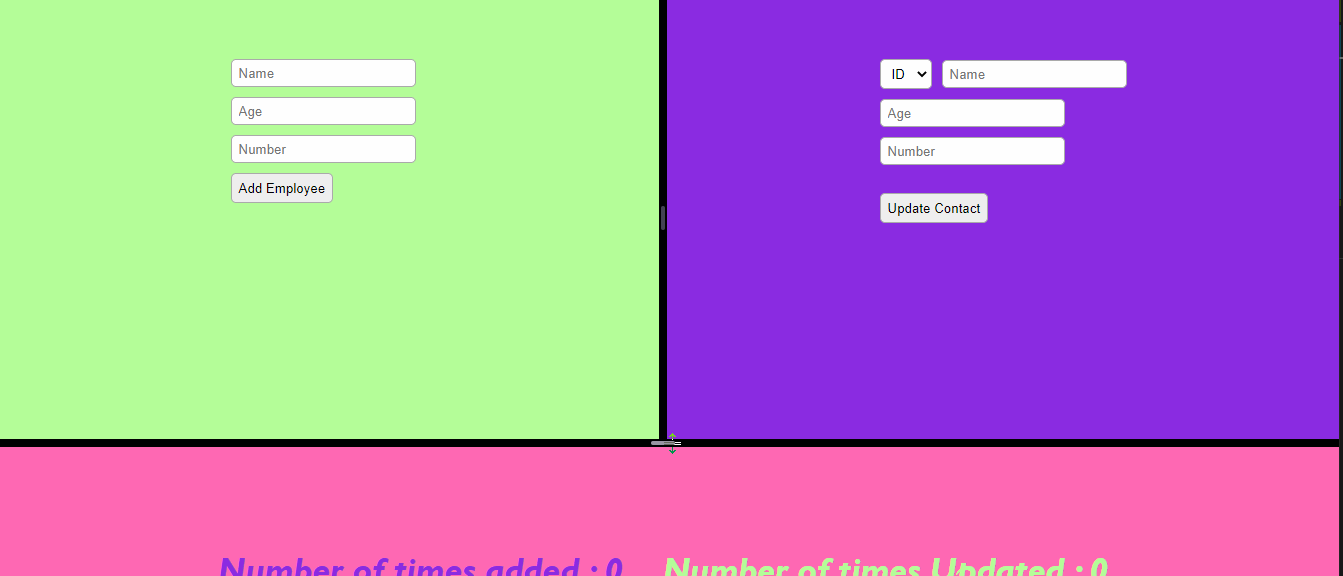 Name
Age
Number
Add Employee
ID Name
Age
Number
Update Contact
Number of times added : 0
Number of times Updated : 0